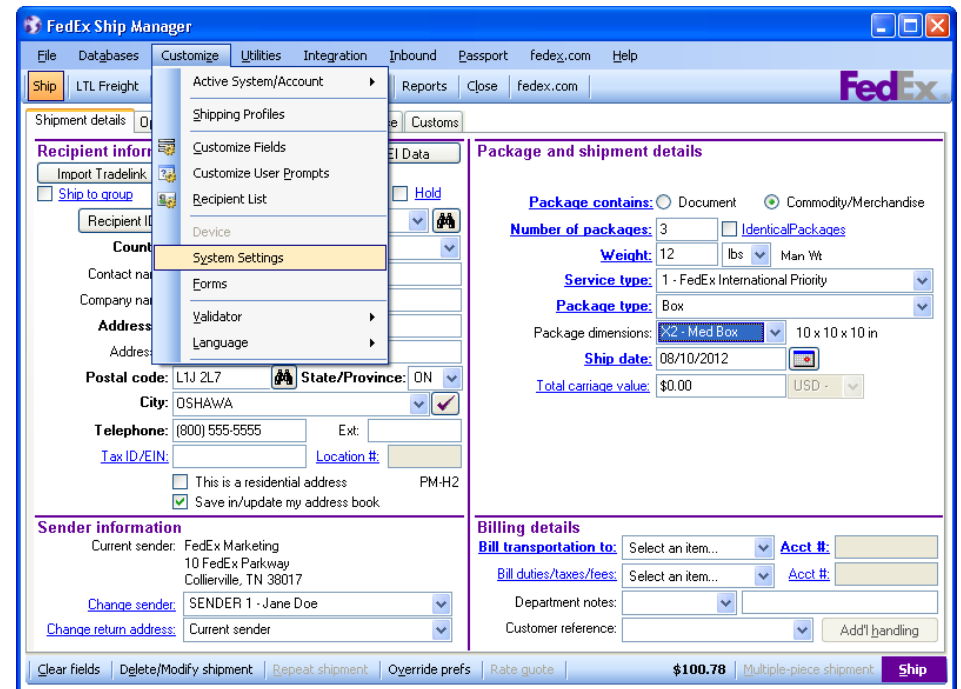 FedEx Ship Manager
File Databases Customize Utilities Integration Inbound Passport fedex.com Help
Ship LTL Freight Reports Close fedex.com
FedEx
Active System/Account
Shipping Profiles
Customize Fields
Customize User Prompts
Recipient List
Device
System Settings
Forms
Validator
Language
Shipment details Customs
Recipient EI Data
Import Tradelink
Ship to group Hold
Recipient ID
Contact
Company
Address
Postal code: L1J 2L7 State/Province: ON
City: OSHAWA
Telephone: (800) 555-5555 Ext:
Tax ID/EIN: Location #:
This is a residential address PM-H2
Save in/update my address book
Package and shipment details
Package contains: Document Commodity/Merchandise
Number of packages: 3 IdenticalPackages
Weight: 12 lbs Man Wt
Service type: 1 - FedEx International Priority
Package type: Box
Package dimensions: X2 - Med Box 10 x 10 x 10 in
Ship date: 08/10/2012
Total carriage value: $0.00 USD -
Sender information
Current sender: FedEx Marketing
10 FedEx Parkway
Collierville, TN 38017
Change sender: SENDER 1 - Jane Doe
Change return address: Current sender
Billing details
Bill transportation to: Select an item... Acct #:
Bill duties/taxes/fees: Select an item... Acct #:
Department notes:
Customer reference: Add'l handling
Clear fields Delete/Modify shipment Repeat shipment Override prefs Rate quote $100.78 Multiple-piece shipment Ship